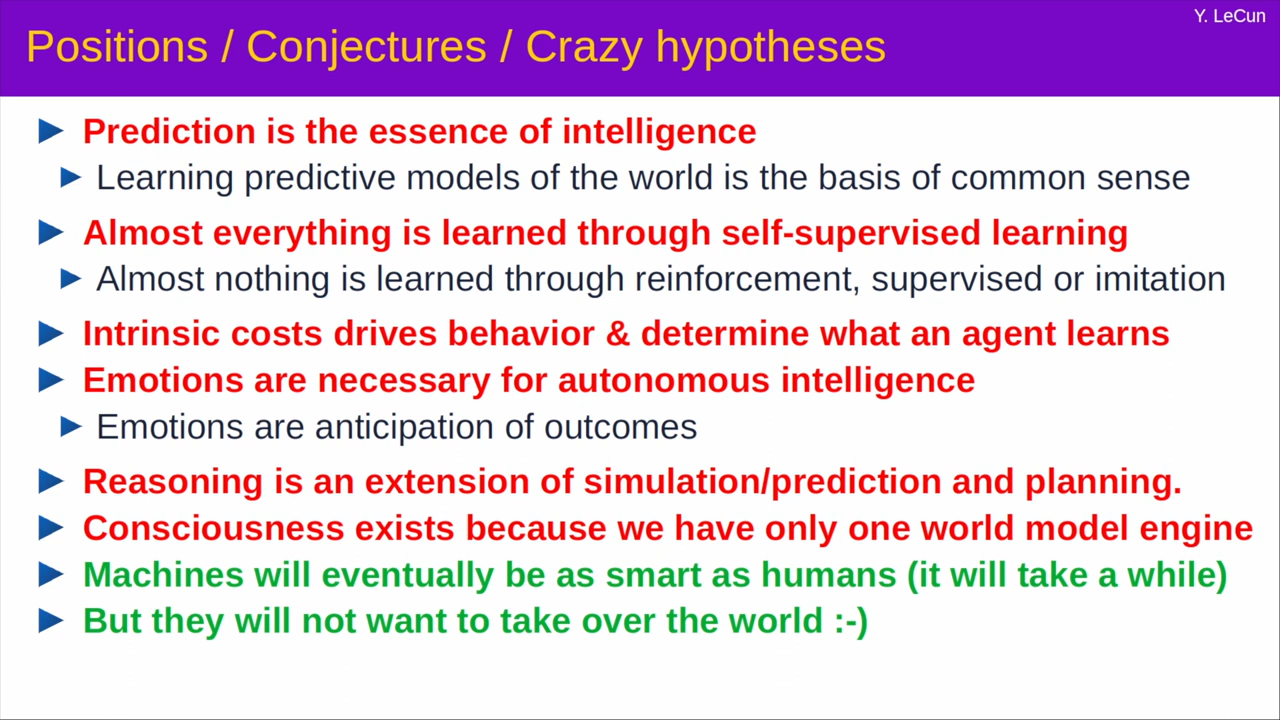 Y. LeCun
Positions / Conjectures / Crazy hypotheses
Prediction is the essence of intelligence
Learning predictive models of the world is the basis of common sense
Almost everything is learned through self-supervised learning
Almost nothing is learned through reinforcement, supervised or imitation
Intrinsic costs drives behavior & determine what an agent learns
Emotions are necessary for autonomous intelligence
Emotions are anticipation of outcomes
Reasoning is an extension of simulation/prediction and planning.
Consciousness exists because we have only one world model engine
Machines will eventually be as smart as humans (it will take a while)
But they will not want to take over the world :-)